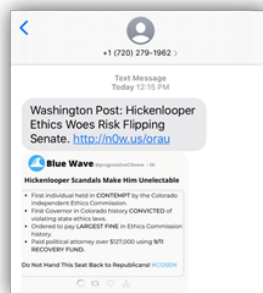 +1 (720) 279-1962 >
Text Message
Today 12:15 PM
Washington Post: Hickenlooper
Ethics Woes Risk Flipping
Senate. http://n0w.us/orau
Blue Wave @progressiveCOnow · 1h
Hickenlooper Scandals Make Him Unelectable
• First individual held in CONTEMPT by the Colorado
Independent Ethics Commission.
• First Governor in Colorado history CONVICTED of
violating state ethics laws.
• Ordered to pay LARGEST FINE in Ethics Commission
history.
• Paid political attorney over $127,000 using 9/11
RECOVERY FUND.
Do Not Hand This Seat Back to Republicans! #COSEN